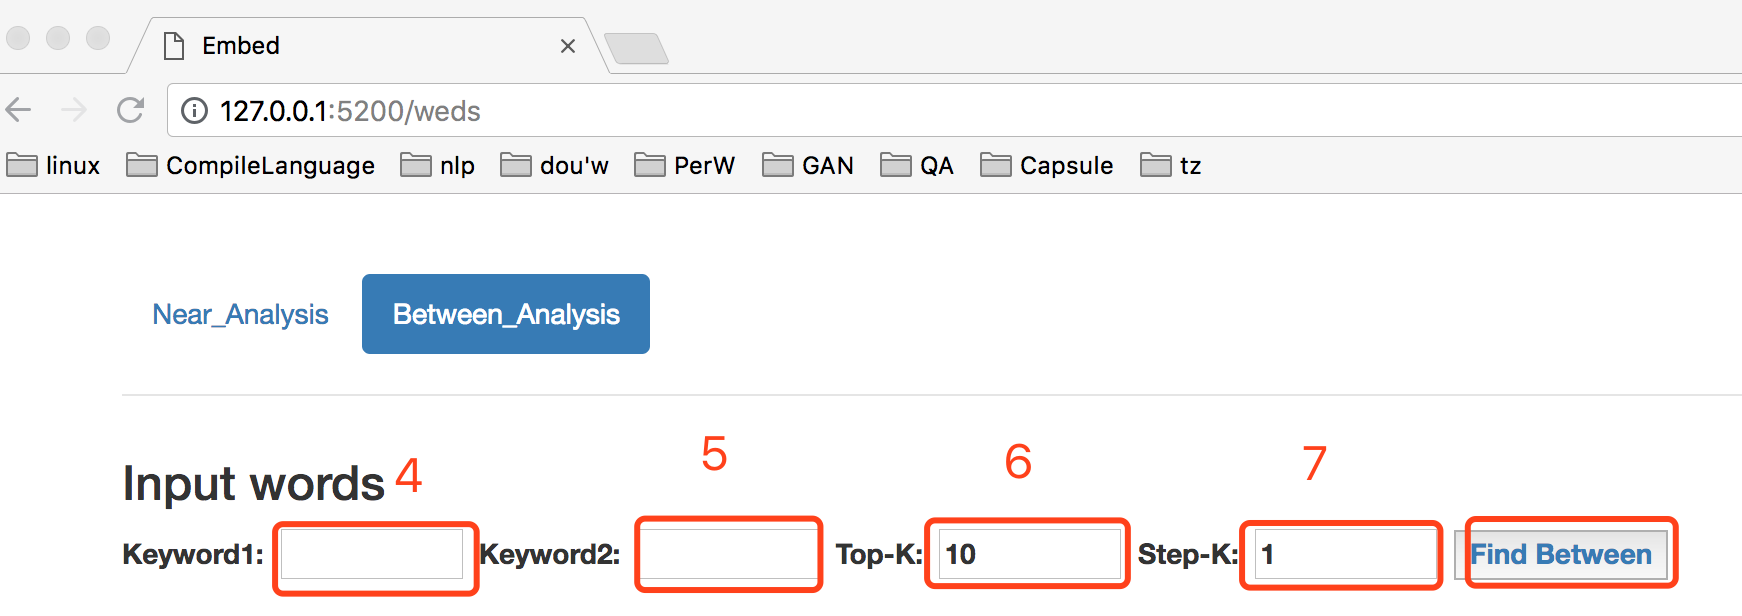 Embed
127.0.0.1:5200/weds
linux CompileLanguage nlp dou'w PerW GAN QA Capsule tz
Near_Analysis Between_Analysis
Input words 4 5 6 7
Keyword1: Keyword2: Top-K: 10 Step-K: 1 Find Between